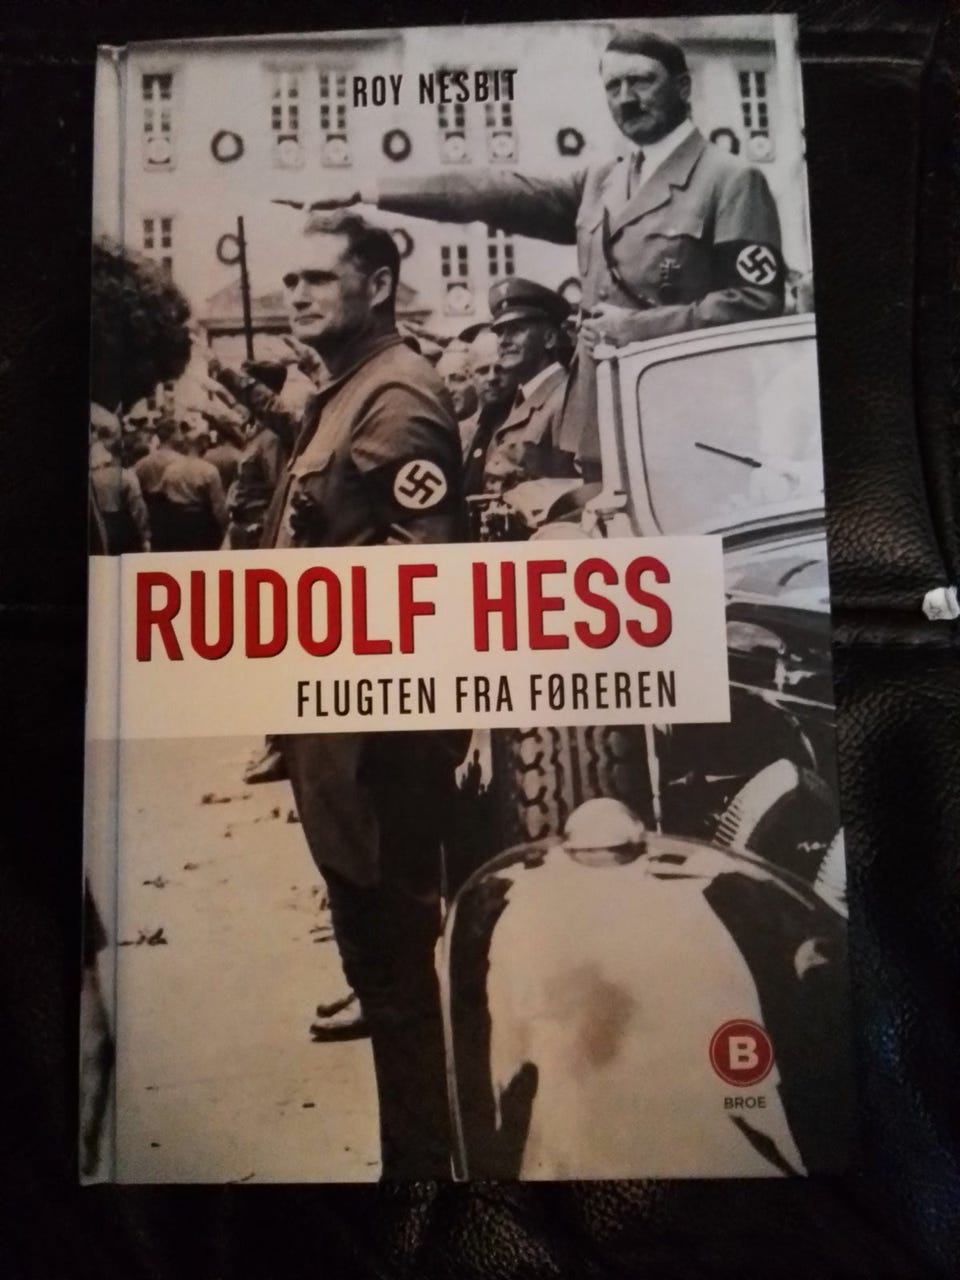 ROY NESBIT
RUDOLF HESS
FLUGTEN FRA FØREREN
B
BROE